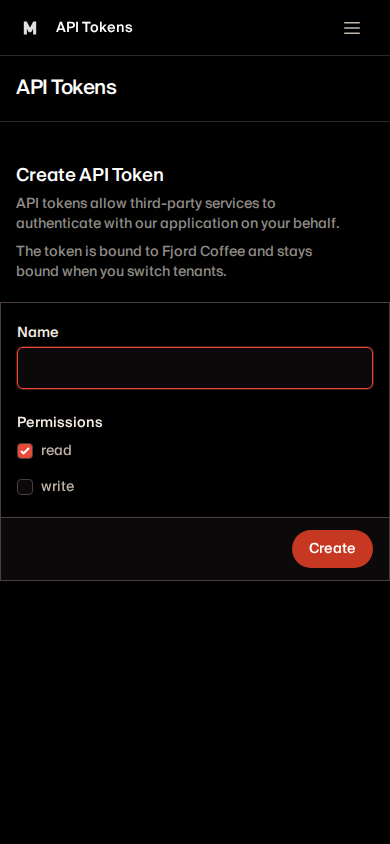 M API Tokens
API Tokens
Create API Token
API tokens allow third-party services to
authenticate with our application on your behalf.
The token is bound to Fjord Coffee and stays
bound when you switch tenants.
Name
Permissions
read
write
Create